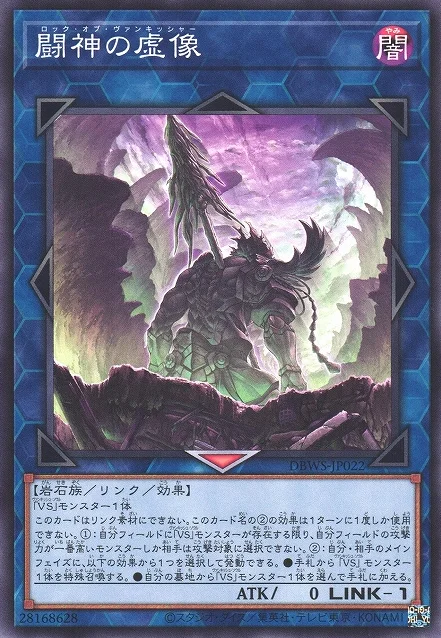 ロック・オブ・ヴァンキッシャー
闘神の虚像
やみ
闇
DBWS-JP022
【岩石族／リンク／効果】
「VS」モンスター1体
このカードはリンク素材にできない。このカード名の②の効果は1ターンに1度しか使用
できない。①：自分フィールドに「VS」モンスターが存在する限り、自分フィールドの攻撃
力が一番高いモンスターしか相手は攻撃対象に選択できない。②：自分・相手のメイン
フェイズに、以下の効果から1つを選択して発動できる。●手札から「VS」モンスター
1体を特殊召喚する。●自分の墓地から「VS」モンスター1体を選んで手札に加える。
ATK/ 0 LINK-1
28168628
©スタジオ・ダイス／集英社・テレビ東京・KONAMI